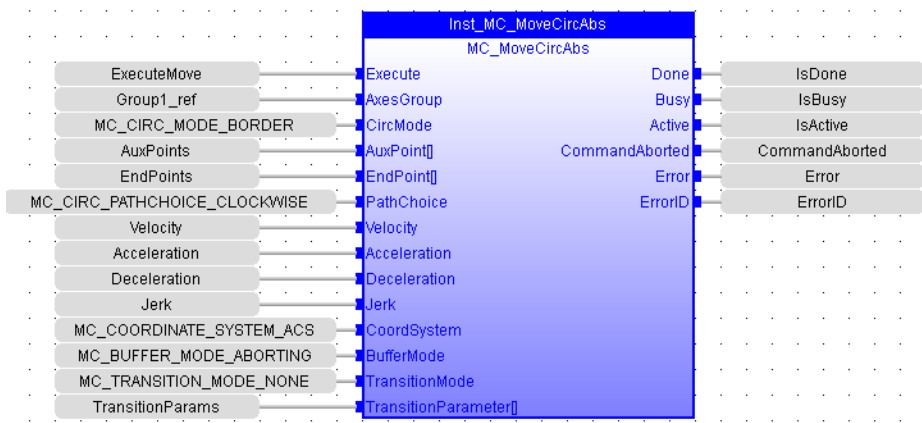 Inst_MC_MoveCircAbs
MC_MoveCircAbs
ExecuteMove Execute Done IsDone
Group1_ref AxesGroup Busy IsBusy
MC_CIRC_MODE_BORDER CircMode Active IsActive
AuxPoints AuxPoint[] CommandAborted CommandAborted
EndPoints EndPoint[] Error Error
MC_CIRC_PATHCHOICE_CLOCKWISE PathChoice ErrorID ErrorID
Velocity Velocity
Acceleration Acceleration
Deceleration Deceleration
Jerk Jerk
MC_COORDINATE_SYSTEM_ACS CoordSystem
MC_BUFFER_MODE_ABORTING BufferMode
MC_TRANSITION_MODE_NONE TransitionMode
TransitionParams TransitionParameter[]